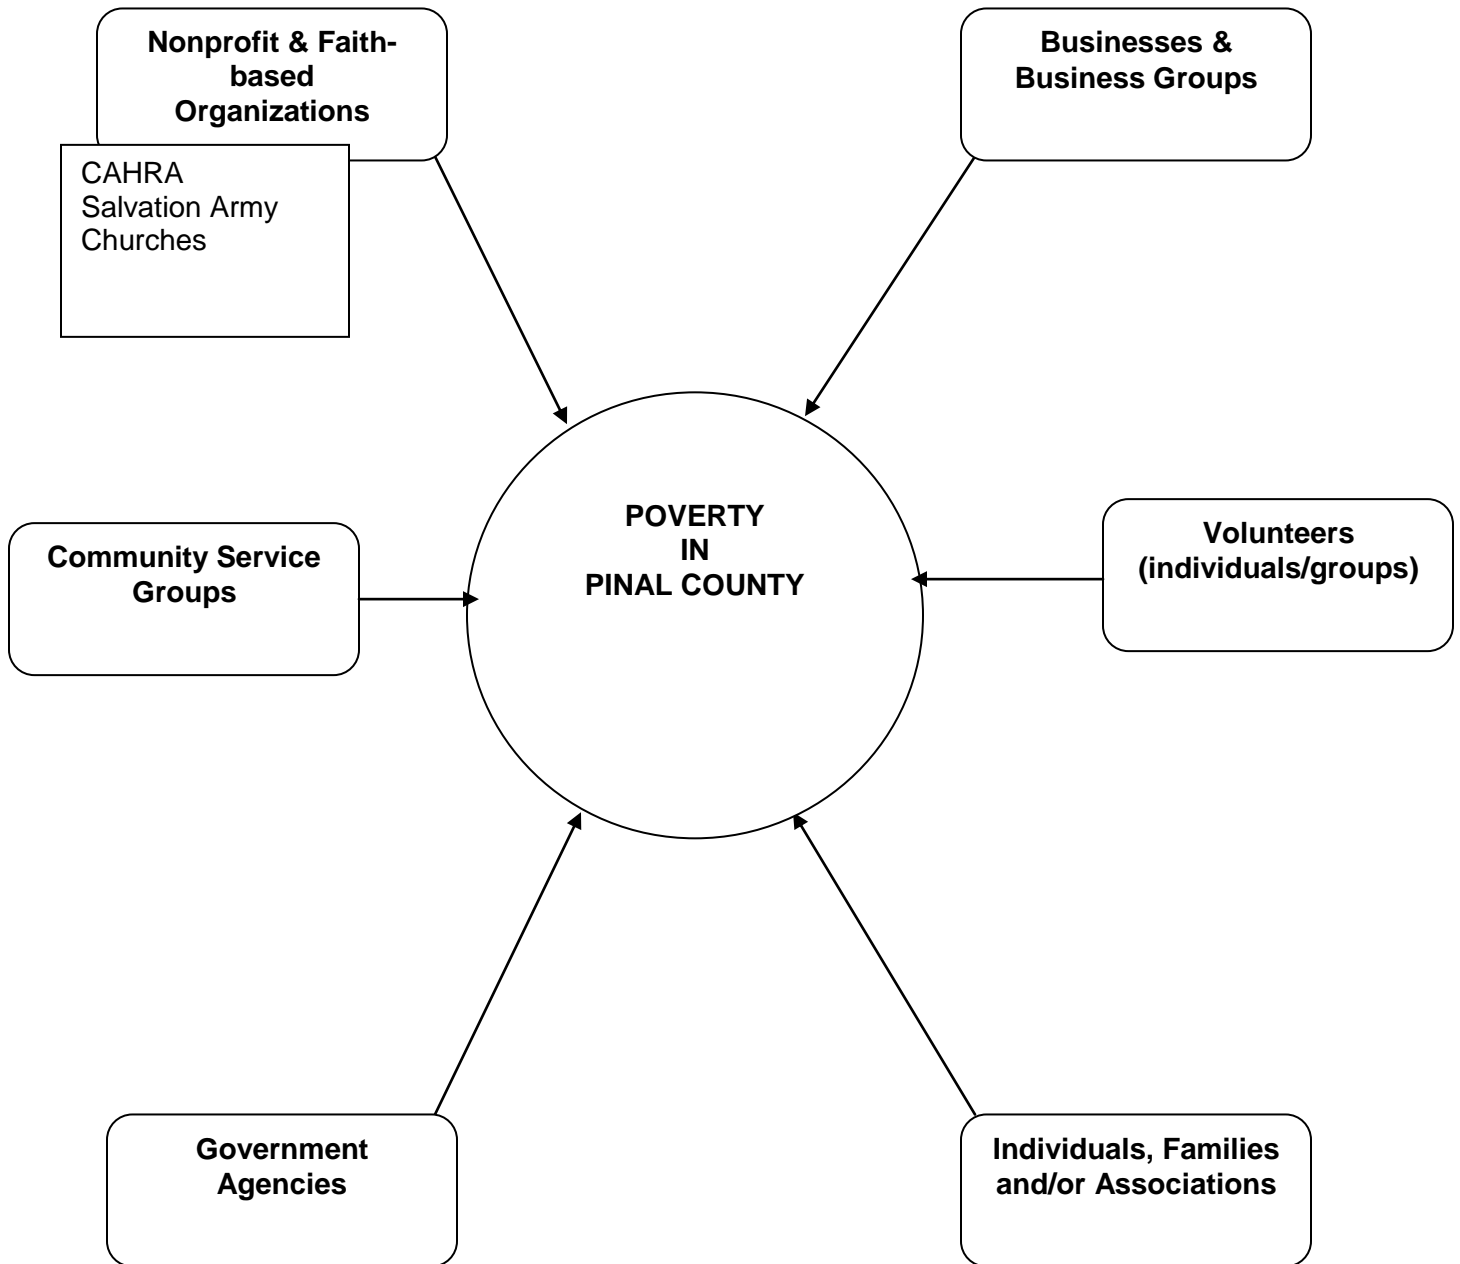 Nonprofit & Faith-
based
Organizations
CAHRA
Salvation Army
Churches
Businesses &
Business Groups
POVERTY
IN
PINAL COUNTY
Community Service
Groups
Volunteers
(individuals/groups)
Government
Agencies
Individuals, Families
and/or Associations